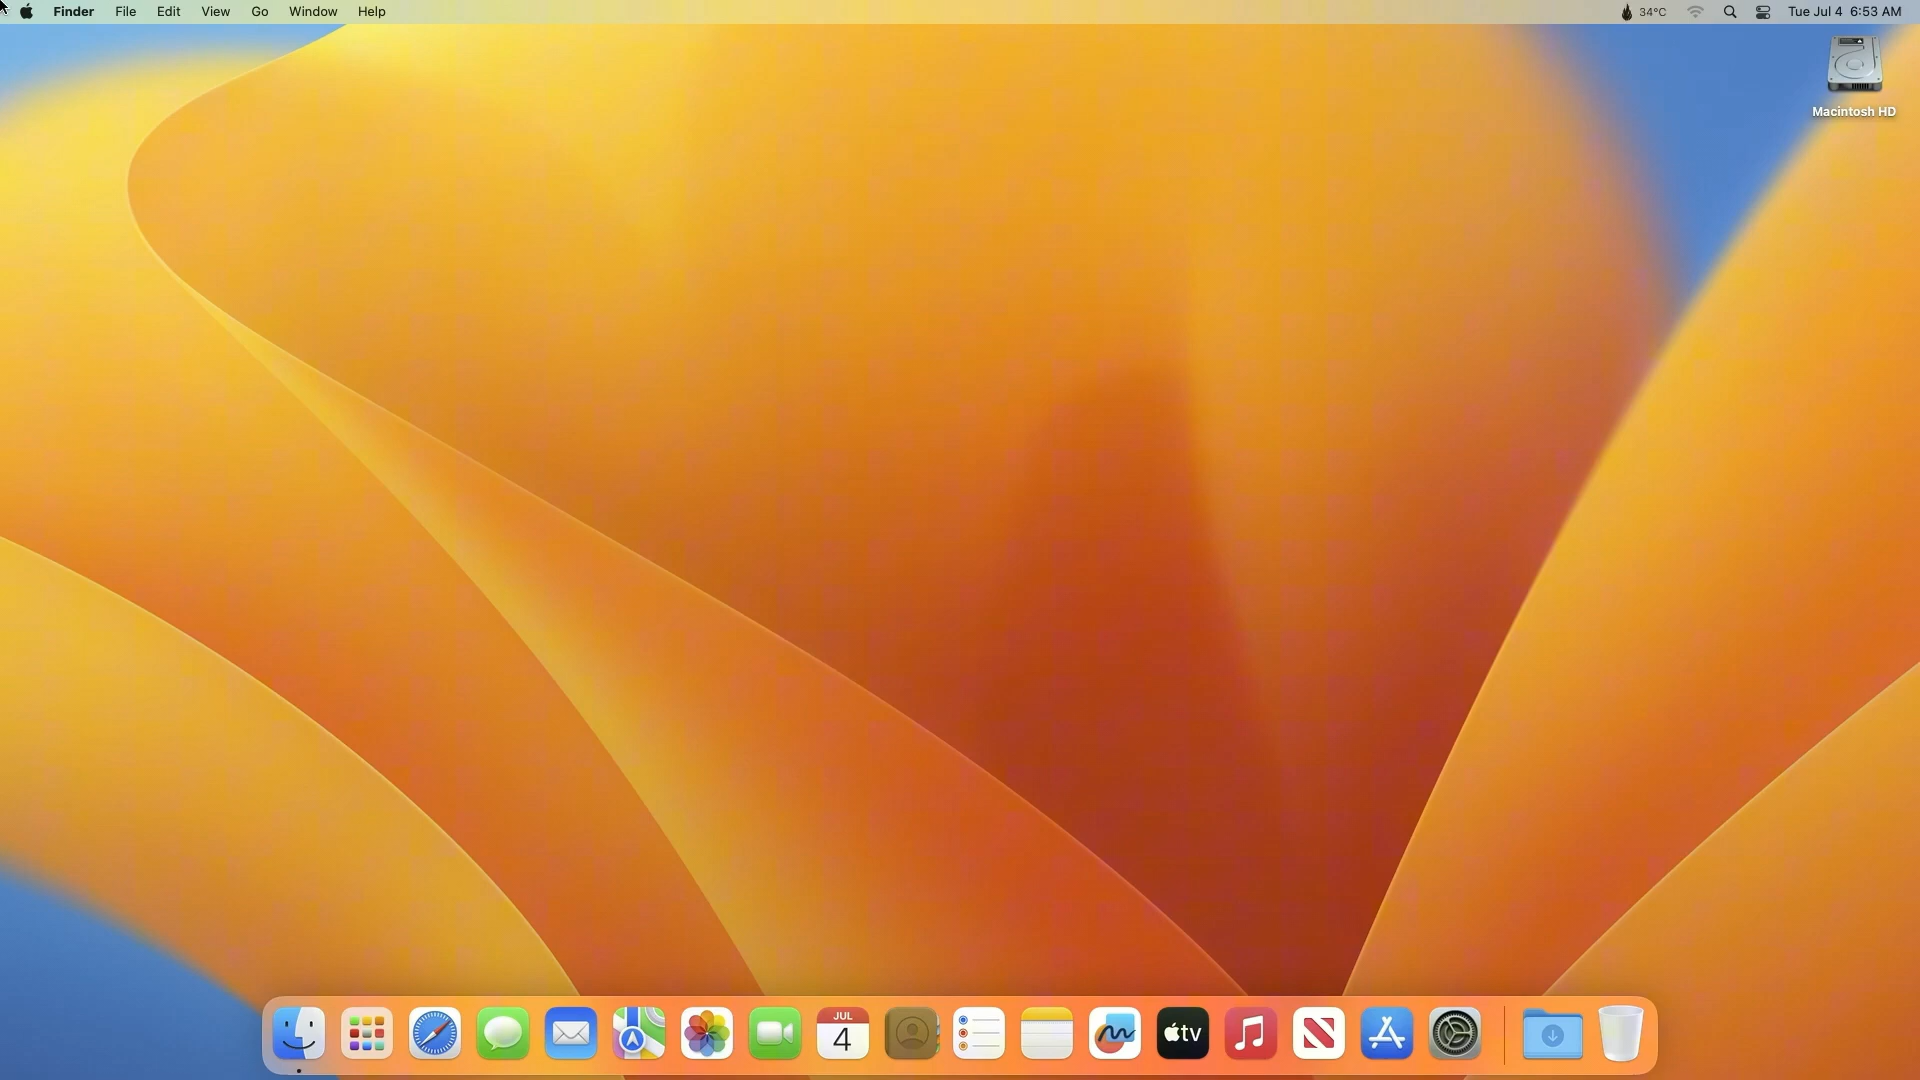 Finder File Edit View Go Window Help 34°C Tue Jul 4 6:53 AM
Macintosh HD
JUL
4
tv